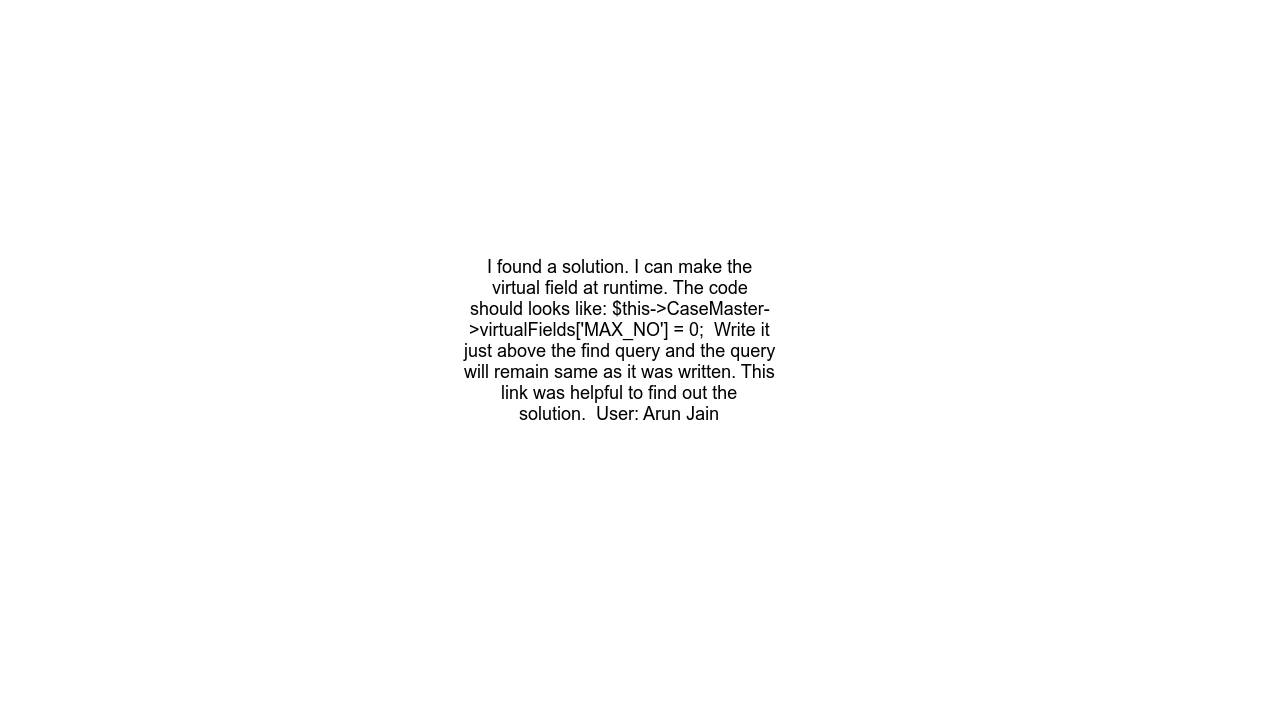 I found a solution. I can make the
virtual field at runtime. The code
should looks like: $this->CaseMaster-
>virtualFields['MAX_NO'] = 0;  Write it
just above the find query and the query
will remain same as it was written. This
link was helpful to find out the
solution.  User: Arun Jain